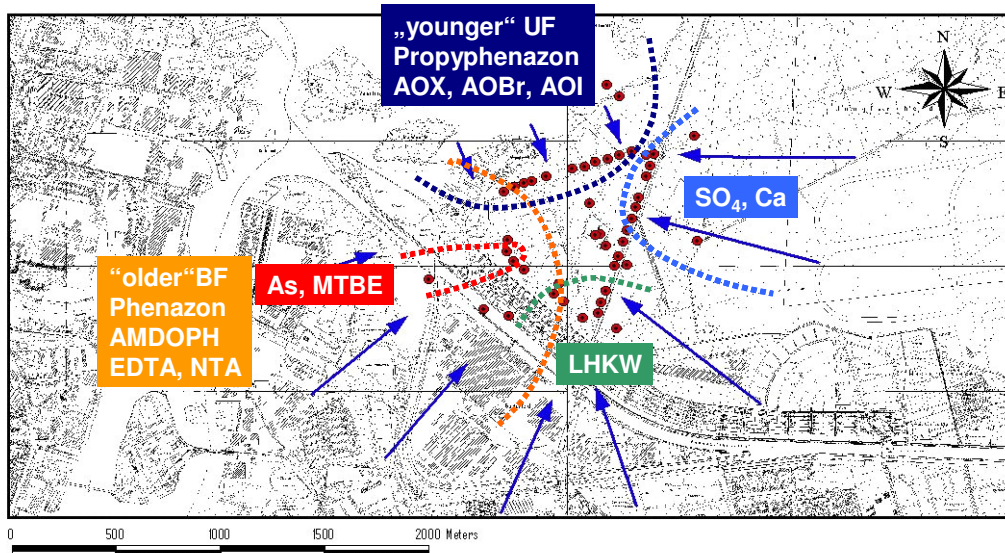 „younger“ UF
Propyphenazon
AOX, AOBr, AOI
N
W
E
S
SO₄, Ca
“older“BF
Phenazon
AMDOPH
EDTA, NTA
As, MTBE
LHKW
0 500 1000 1500 2000 Meters